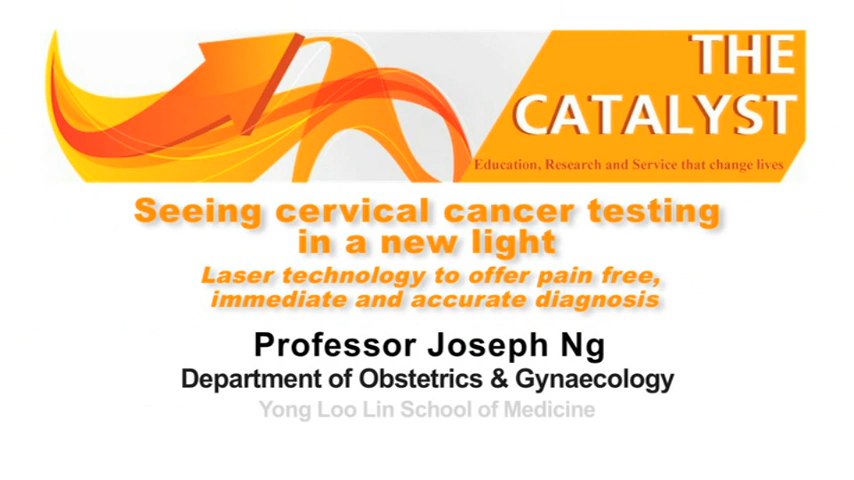 THE
CATALYST
Education, Research and Service that change lives
Seeing cervical cancer testing
in a new light
Laser technology to offer pain free,
immediate and accurate diagnosis
Professor Joseph Ng
Department of Obstetrics & Gynaecology
Yong Loo Lin School of Medicine